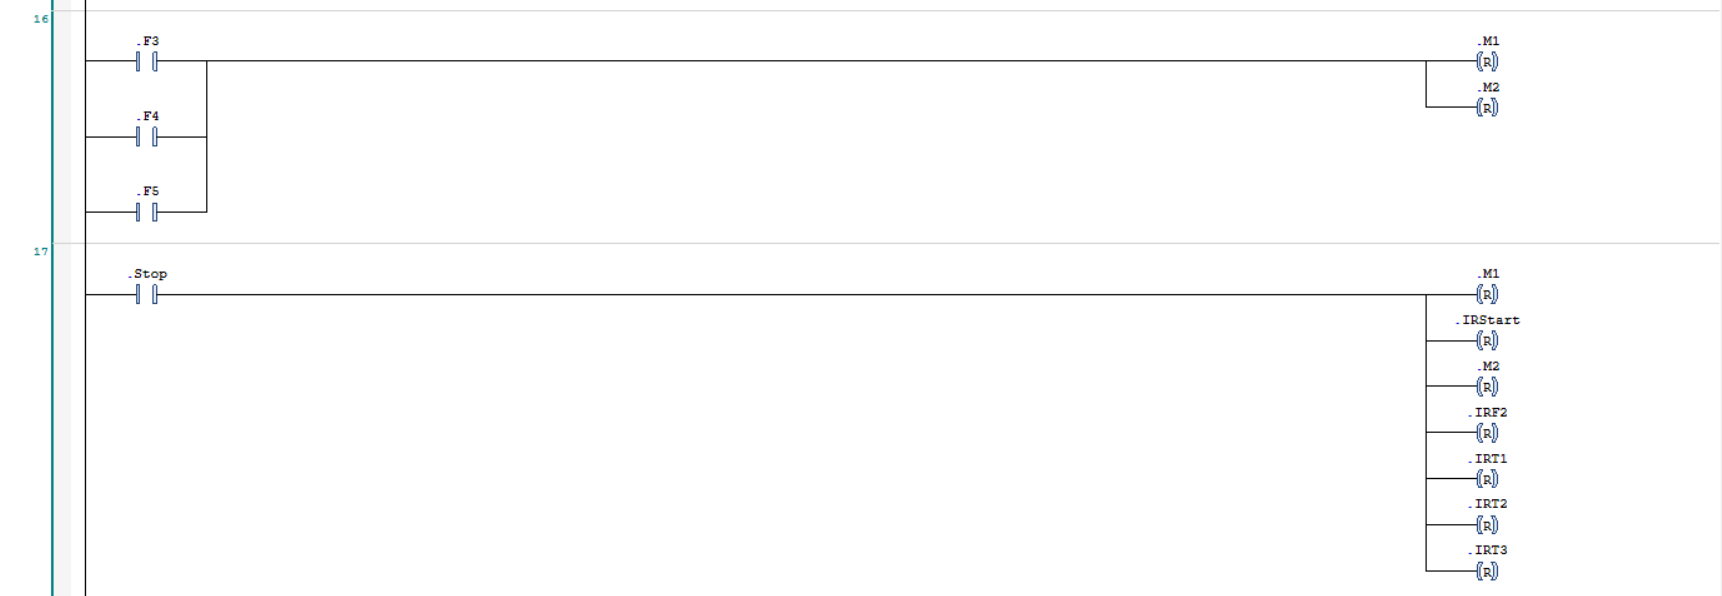 16
.F3
.M1
(R)
.M2
(R)
.F4
.F5
17
.Stop
.M1
(R)
.IRStart
(R)
.M2
(R)
.IRF2
(R)
.IRT1
(R)
.IRT2
(R)
.IRT3
(R)